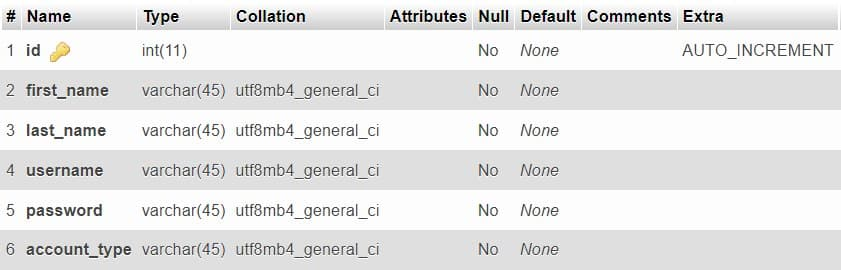 # Name Type Collation Attributes Null Default Comments Extra
1 id int(11) No None AUTO_INCREMENT
2 first_name varchar(45) utf8mb4_general_ci No None
3 last_name varchar(45) utf8mb4_general_ci No None
4 username varchar(45) utf8mb4_general_ci No None
5 password varchar(45) utf8mb4_general_ci No None
6 account_type varchar(45) utf8mb4_general_ci No None